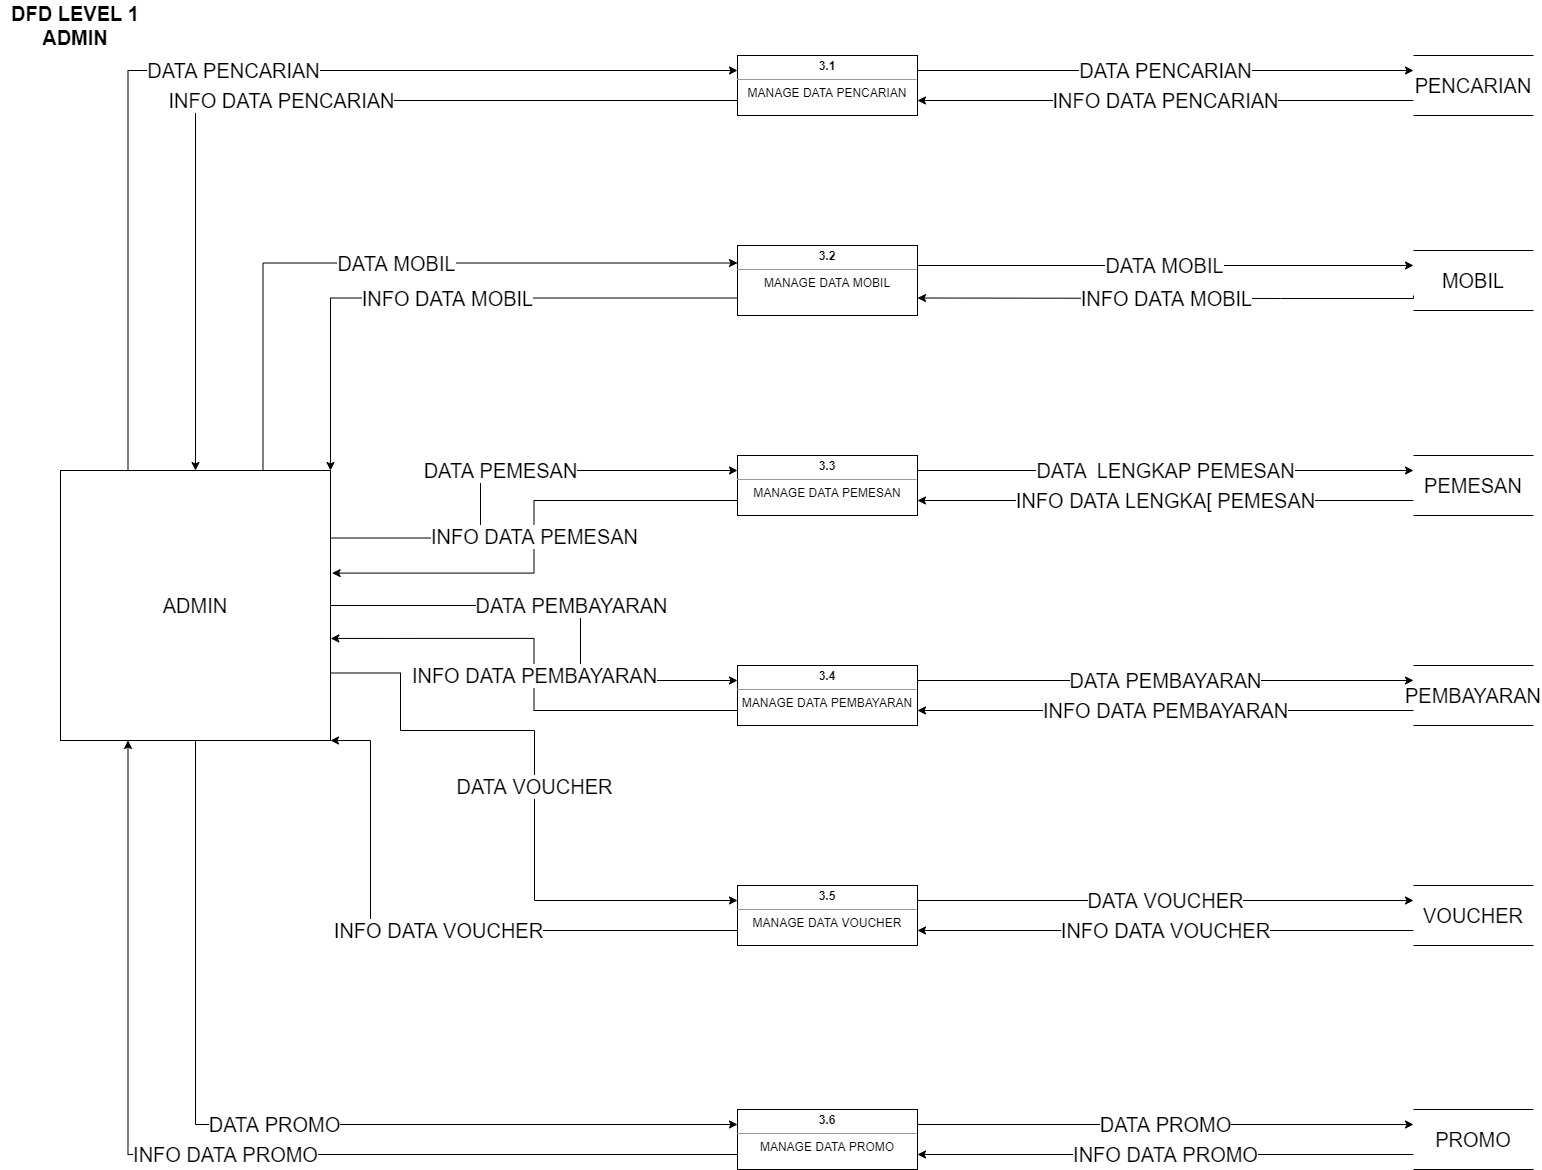 DFD LEVEL 1
ADMIN
DATA PENCARIAN
INFO DATA PENCARIAN
3.1
MANAGE DATA PENCARIAN
DATA PENCARIAN
INFO DATA PENCARIAN
PENCARIAN
DATA MOBIL
INFO DATA MOBIL
3.2
MANAGE DATA MOBIL
DATA MOBIL
INFO DATA MOBIL
MOBIL
DATA PEMESAN
INFO DATA PEMESAN
3.3
MANAGE DATA PEMESAN
DATA  LENGKAP PEMESAN
INFO DATA LENGKA[ PEMESAN
PEMESAN
ADMIN
DATA PEMBAYARAN
INFO DATA PEMBAYARAN
3.4
MANAGE DATA PEMBAYARAN
DATA PEMBAYARAN
INFO DATA PEMBAYARAN
PEMBAYARAN
DATA VOUCHER
INFO DATA VOUCHER
3.5
MANAGE DATA VOUCHER
DATA VOUCHER
INFO DATA VOUCHER
VOUCHER
DATA PROMO
INFO DATA PROMO
3.6
MANAGE DATA PROMO
DATA PROMO
INFO DATA PROMO
PROMO